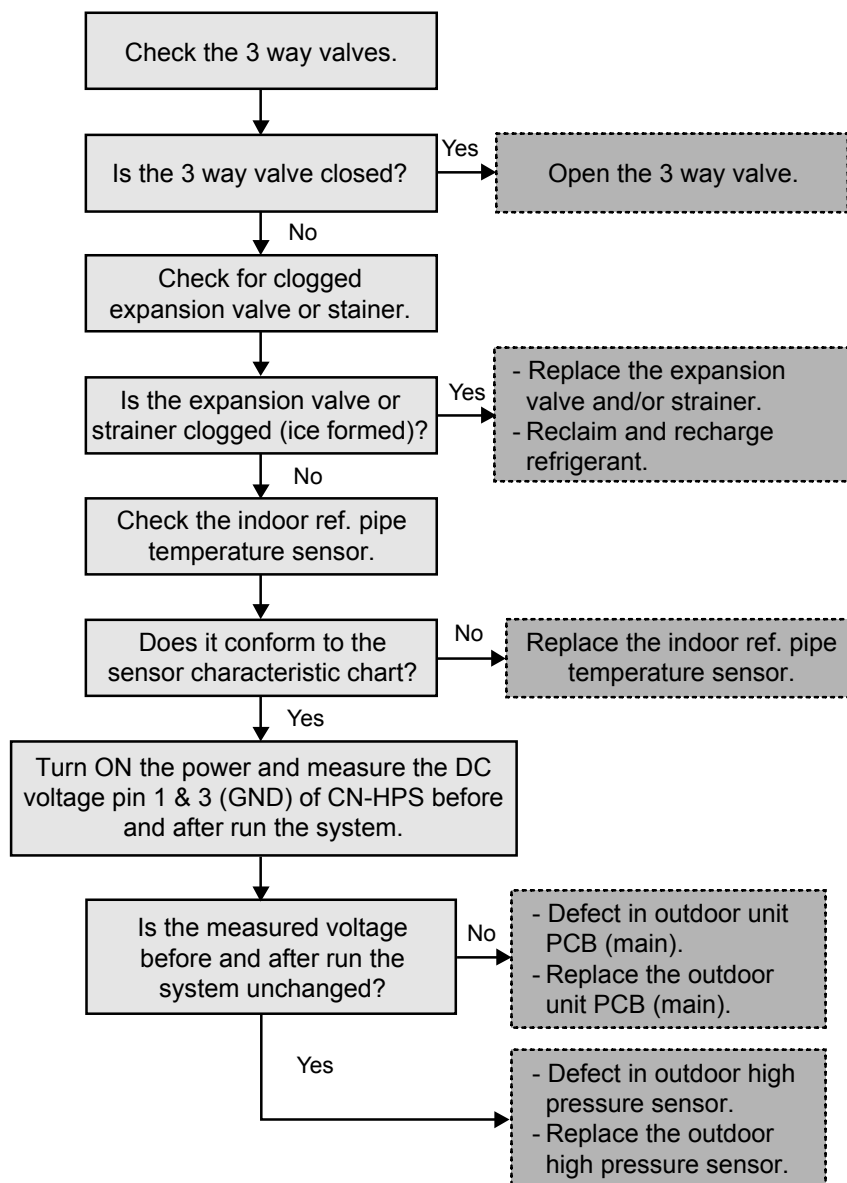 Check the 3 way valves.
Is the 3 way valve closed?
Yes
Open the 3 way valve.
No
Check for clogged
expansion valve or stainer.
Is the expansion valve or
strainer clogged (ice formed)?
Yes
- Replace the expansion
valve and/or strainer.
- Reclaim and recharge
refrigerant.
No
Check the indoor ref. pipe
temperature sensor.
Does it conform to the
sensor characteristic chart?
No
Replace the indoor ref. pipe
temperature sensor.
Yes
Turn ON the power and measure the DC
voltage pin 1 & 3 (GND) of CN-HPS before
and after run the system.
Is the measured voltage
before and after run the
system unchanged?
No
- Defect in outdoor unit
PCB (main).
- Replace the outdoor
unit PCB (main).
Yes
- Defect in outdoor high
pressure sensor.
- Replace the outdoor
high pressure sensor.